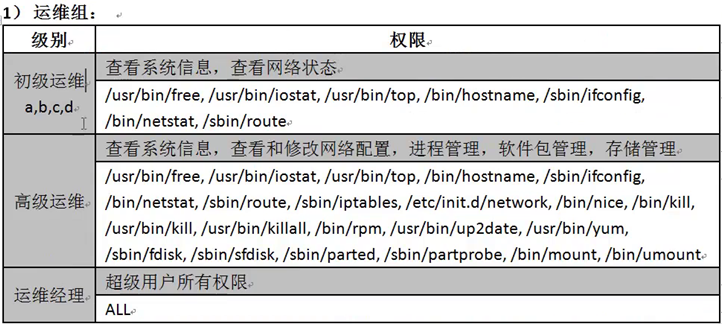 1） 运维组：
级别 权限
初级运维
a,b,c,d
查看系统信息，查看网络状态
/usr/bin/free, /usr/bin/iostat, /usr/bin/top, /bin/hostname, /sbin/ifconfig,
/bin/netstat, /sbin/route
高级运维
查看系统信息，查看和修改网络配置，进程管理，软件包管理，存储管理
/usr/bin/free, /usr/bin/iostat, /usr/bin/top, /bin/hostname, /sbin/ifconfig,
/bin/netstat, /sbin/route, /sbin/iptables, /etc/init.d/network, /bin/nice, /bin/kill,
/usr/bin/kill, /usr/bin/killall, /bin/rpm, /usr/bin/up2date, /usr/bin/yum,
/sbin/fdisk, /sbin/sfdisk, /sbin/parted, /sbin/partprobe, /bin/mount, /bin/umount
运维经理
超级用户所有权限
ALL